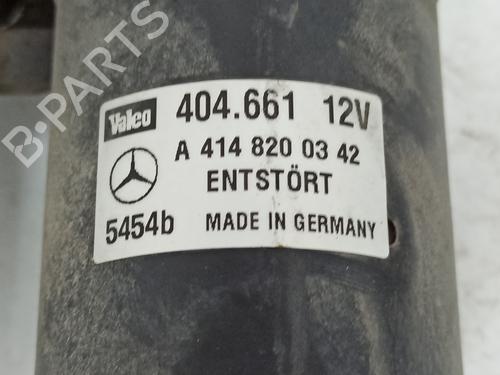 B-PARTS
Valeo 404.661 12V
A 414 820 03 42
ENTSTÖRT
5454b MADE IN GERMANY